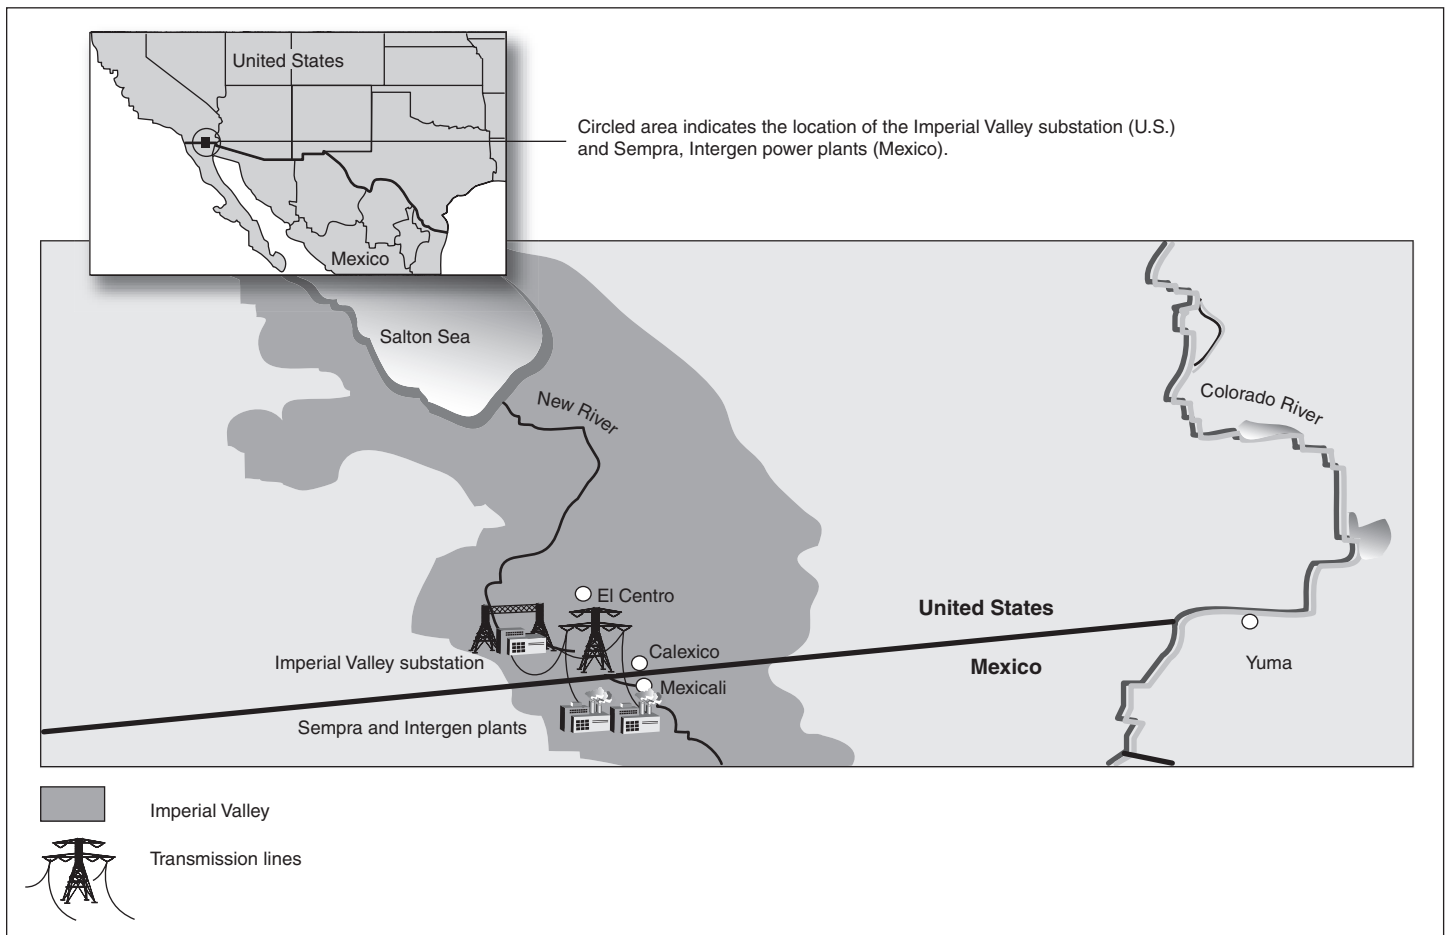 United States
Circled area indicates the location of the Imperial Valley substation (U.S.)
and Sempra, Intergen power plants (Mexico).
Mexico
Salton Sea
New River
Colorado River
El Centro
United States
Imperial Valley substation
Calexico
Mexico
Yuma
Mexicali
Sempra and Intergen plants
Imperial Valley
Transmission lines